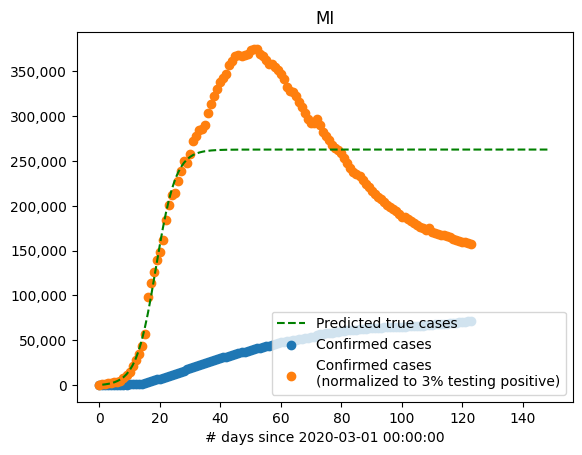 MI
350,000
300,000
250,000
200,000
150,000
100,000
50,000
0
Predicted true cases
Confirmed cases
Confirmed cases
(normalized to 3% testing positive)
0 20 40 60 80 100 120 140
# days since 2020-03-01 00:00:00